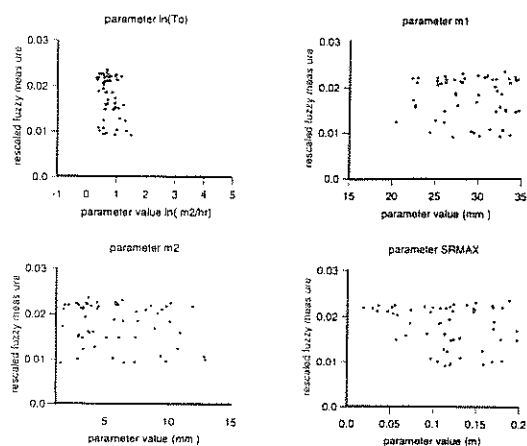 parameter ln(To)
rescaled fuzzy meas ure
0.03
0.02
0.01
0.0
-1 0 1 2 3 4 5
parameter value ln( m2/hr)
parameter m1
rescaled fuzzy meas ure
0.03
0.02
0.01
0.0
15 20 25 30 35
parameter value (mm )
parameter m2
rescaled fuzzy meas ure
0.03
0.02
0.01
0.0
5 10 15
parameter value (mm )
parameter SRMAX
rescaled fuzzy meas ure
0.03
0.02
0.01
0.0
0.0 0.05 0.1 0.15 0.2
parameter value (m)